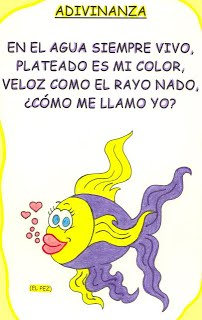 ADIVINANZA
EN EL AGUA SIEMPRE VIVO,
PLATEADO ES MI COLOR,
VELOZ COMO EL RAYO NADO,
¿CÓMO ME LLAMO YO?
(EL PEZ)